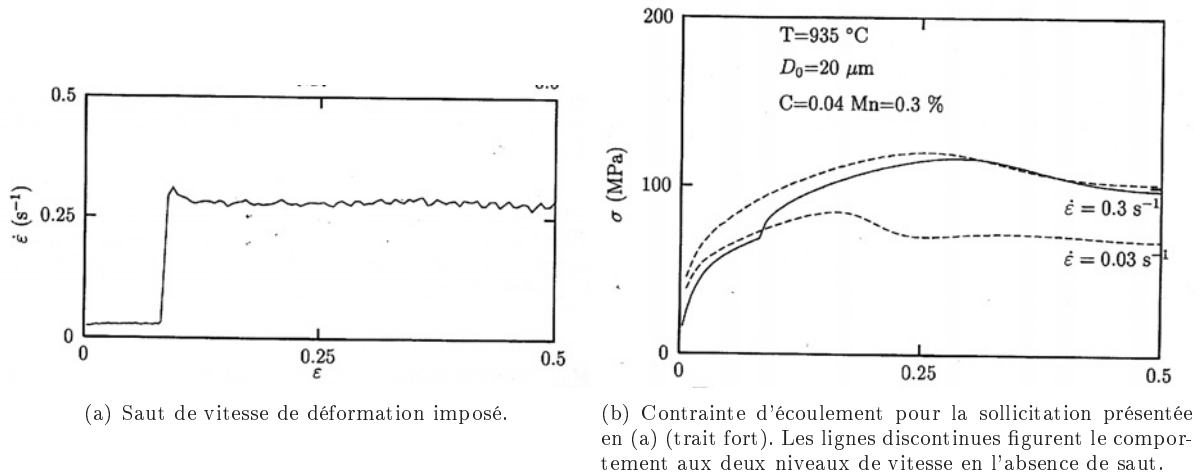 0.5
0.25
0
ε̇ (s⁻¹)
0
0.25
0.5
ε
200
100
0
σ (MPa)
T=935 °C
D₀=20 μm
C=0.04 Mn=0.3 %
ε̇ = 0.3 s⁻¹
ε̇ = 0.03 s⁻¹
0
0.25
0.5
(a) Saut de vitesse de déformation imposé.
(b) Contrainte d'écoulement pour la sollicitation présentée
en (a) (trait fort). Les lignes discontinues figurent le compor-
tement aux deux niveaux de vitesse en l'absence de saut.